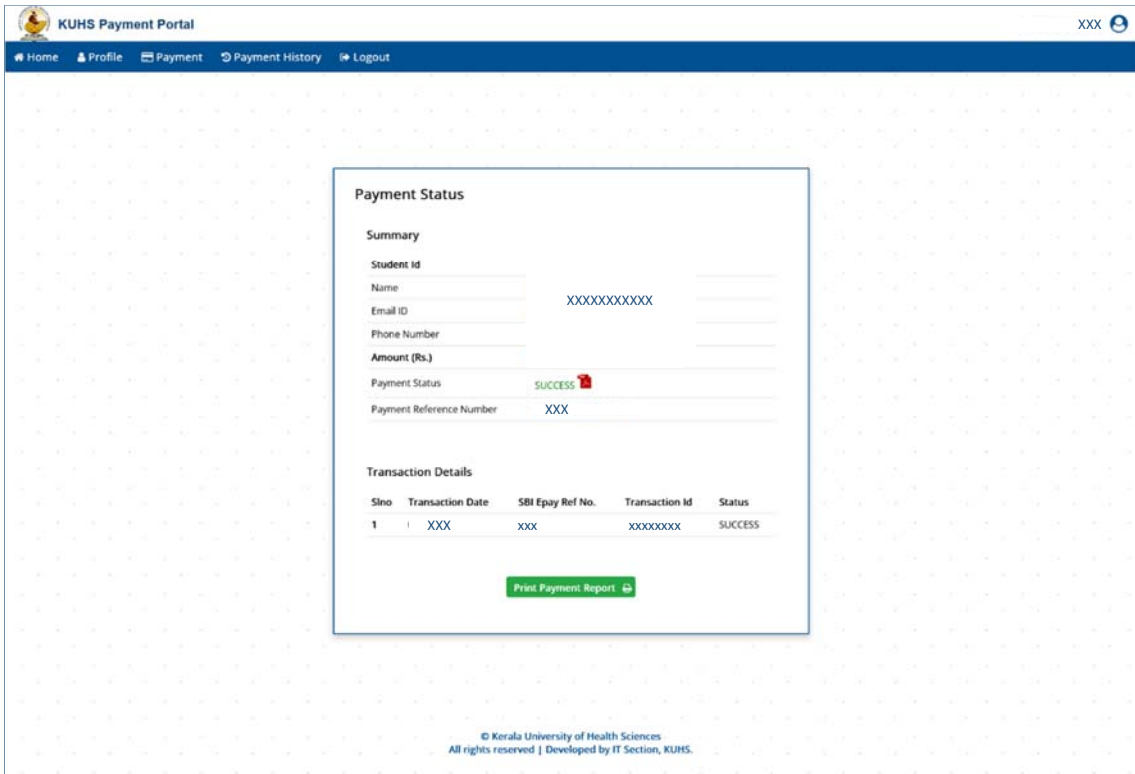 KUHS Payment Portal
XXX
Home Profile Payment Payment History Logout
Payment Status
Summary
Student Id
Name
XXXXXXXXXXX
Email ID
Phone Number
Amount (Rs.)
Payment Status SUCCESS
Payment Reference Number XXX
Transaction Details
Slno Transaction Date SBI Epay Ref No. Transaction Id Status
1 XXX xxx xxxxxxxx SUCCESS
Print Payment Report
© Kerala University of Health Sciences
All rights reserved | Developed by IT Section, KUHS.